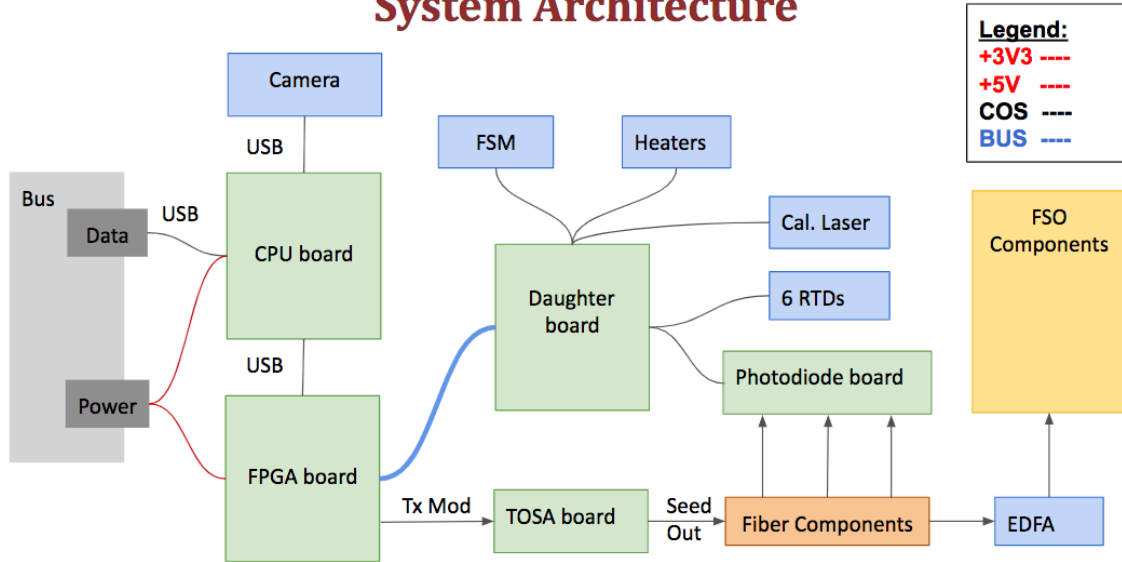 System Architecture
Legend:
+3V3 ----
+5V ----
COS ----
BUS ----
Camera
USB
FSM
Heaters
Bus
Data
USB
CPU board
Cal. Laser
FSO
Components
Daughter
board
6 RTDs
USB
Photodiode board
Power
FPGA board
Tx Mod
TOSA board
Seed
Out
Fiber Components
EDFA